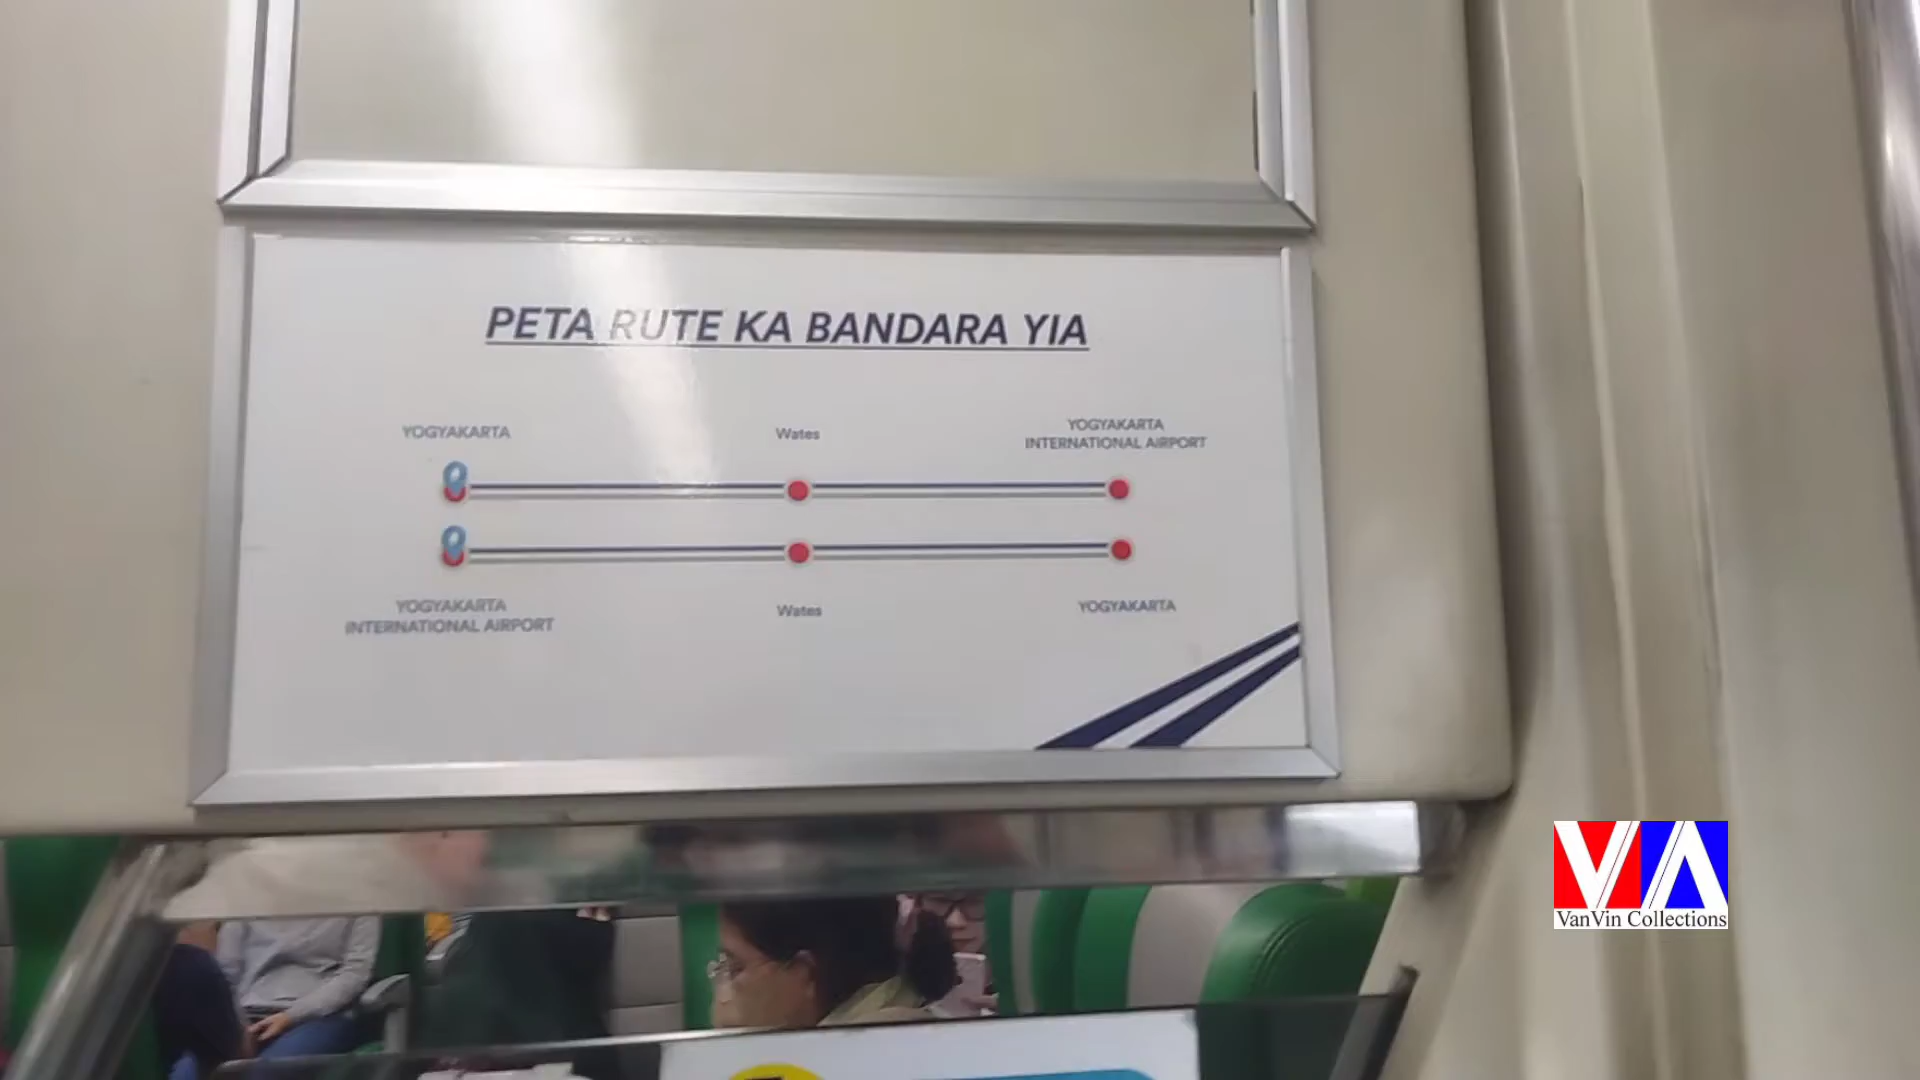 PETA RUTE KA BANDARA YIA
YOGYAKARTA
Wates
YOGYAKARTA
INTERNATIONAL AIRPORT
YOGYAKARTA
INTERNATIONAL AIRPORT
Wates
YOGYAKARTA
VA
VanVin Collections